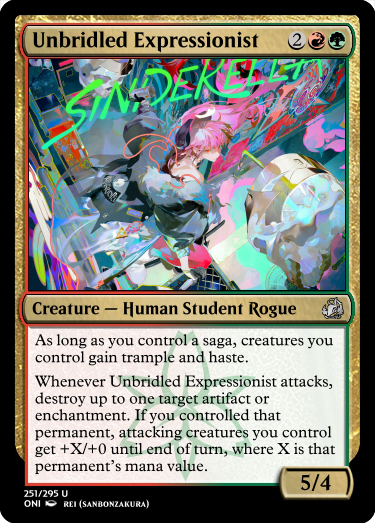 Unbridled Expressionist 2
SINIDEKELEA
Creature — Human Student Rogue
As long as you control a saga, creatures you
control gain trample and haste.
Whenever Unbridled Expressionist attacks,
destroy up to one target artifact or
enchantment. If you controlled that
permanent, attacking creatures you control
get +X/+0 until end of turn, where X is that
permanent's mana value.
5/4
251/295 U
ONI REI (SANBONZAKURA)